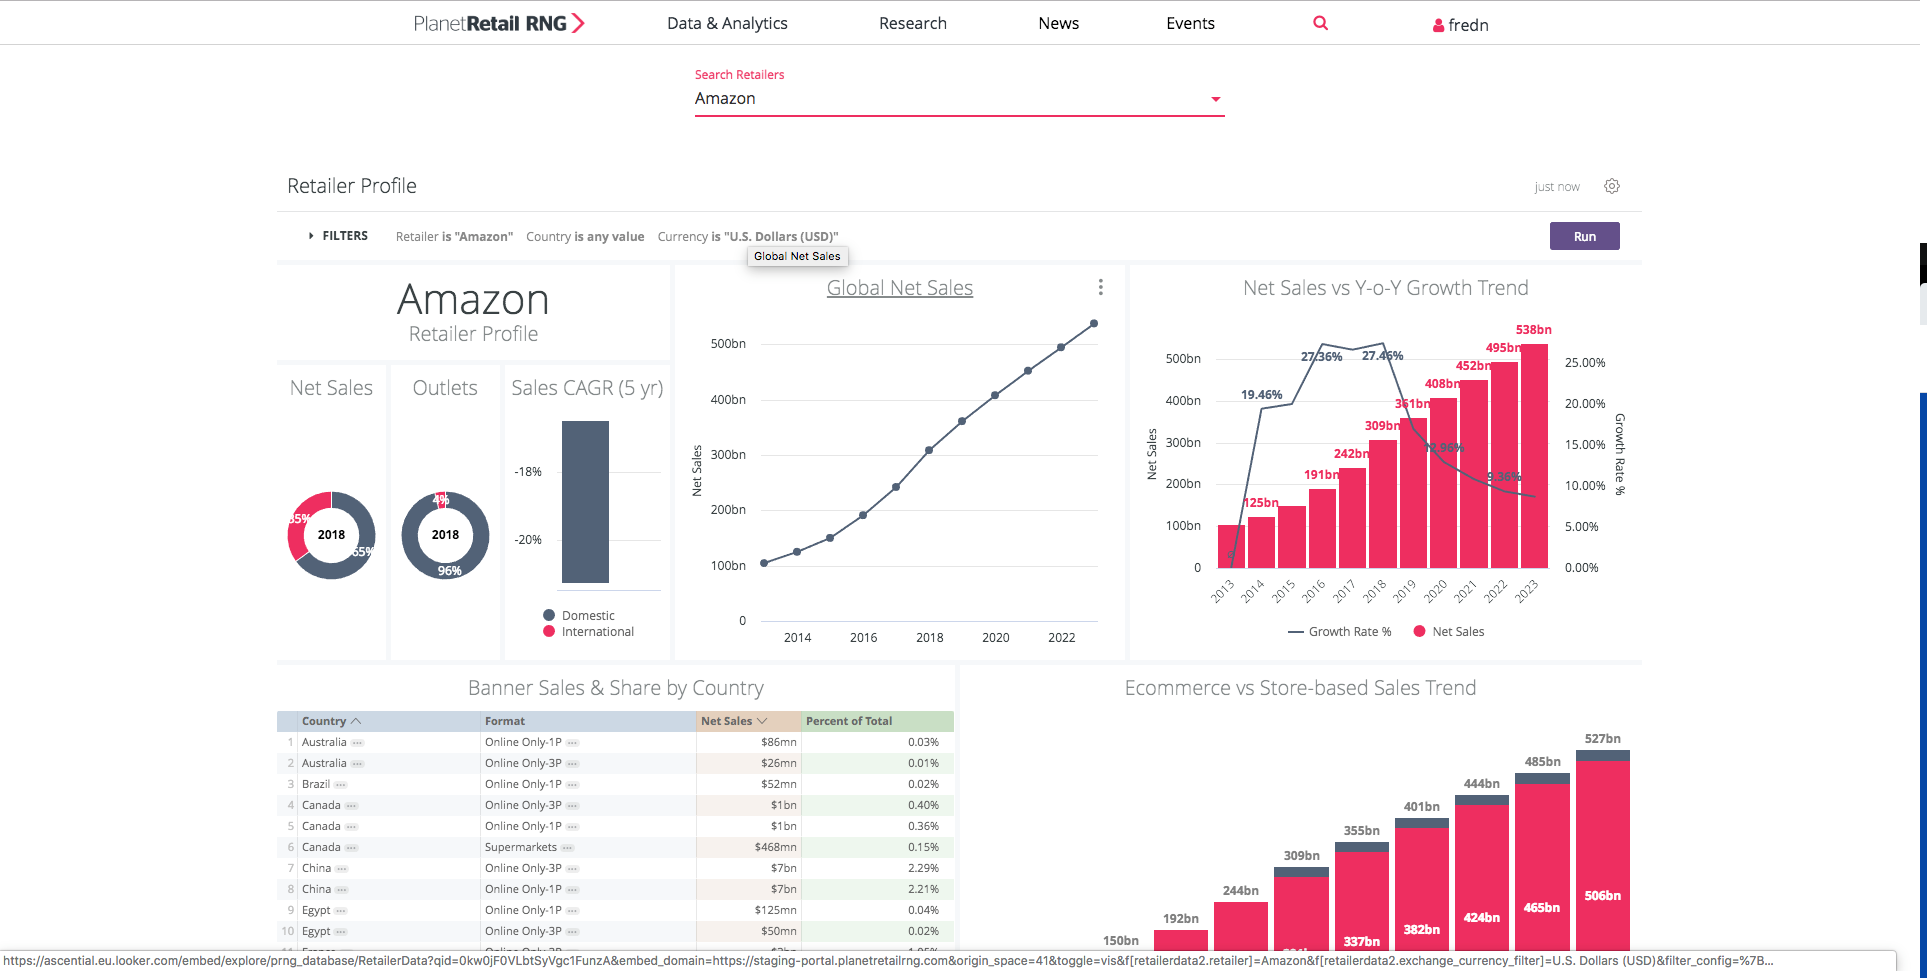 PlanetRetail RNG
Data & Analytics
Research
News
Events
fredn
Search Retailers
Amazon
Retailer Profile
just now
FILTERS
Retailer is "Amazon" Country is any value Currency is "U.S. Dollars (USD)"
Run
Global Net Sales
Amazon
Retailer Profile
Net Sales
2018
65%
Outlets
4%
2018
96%
Sales CAGR (5 yr)
-18%
-20%
Domestic
International
Global Net Sales
Net Sales
500bn
400bn
300bn
200bn
100bn
0
2014 2016 2018 2020 2022
Net Sales vs Y-o-Y Growth Trend
Net Sales
500bn
400bn
300bn
200bn
100bn
0
19.46%
27.36%
27.46%
12.96%
9.36%
125bn
191bn
242bn
309bn
361bn
408bn
452bn
495bn
538bn
25.00%
20.00%
15.00%
10.00%
5.00%
0.00%
Growth Rate %
2013 2014 2015 2016 2017 2018 2019 2020 2021 2022 2023
Growth Rate % Net Sales
Banner Sales & Share by Country
Country Format Net Sales Percent of Total
1 Australia Online Only-1P $86mn 0.03%
2 Australia Online Only-3P $26mn 0.01%
3 Brazil Online Only-1P $52mn 0.02%
4 Canada Online Only-3P $1bn 0.40%
5 Canada Online Only-1P $1bn 0.36%
6 Canada Supermarkets $468mn 0.15%
7 China Online Only-3P $7bn 2.29%
8 China Online Only-1P $7bn 2.21%
9 Egypt Online Only-1P $125mn 0.04%
10 Egypt Online Only-3P $50mn 0.02%
Ecommerce vs Store-based Sales Trend
150bn
192bn
244bn
309bn
355bn
337bn
401bn
382bn
444bn
424bn
485bn
465bn
527bn
506bn
https://ascential.eu.looker.com/embed/explore/prng_database/RetailerData?qid=0kw0jF0VLbtSyVgc1FunzA&embed_domain=https://staging-portal.planetretailrng.com&origin_space=41&toggle=vis&f[retailerdata2.retailer]=Amazon&f[retailerdata2.exchange_currency_filter]=U.S. Dollars (USD)&filter_config=%7B...